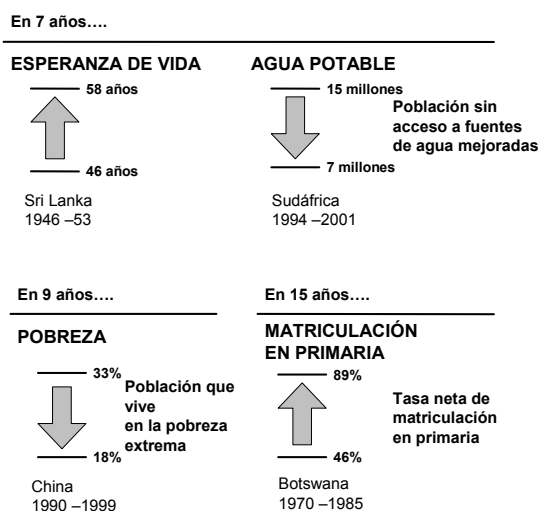 En 7 años….
ESPERANZA DE VIDA
58 años
46 años
Sri Lanka
1946 –53
AGUA POTABLE
15 millones
Población sin
acceso a fuentes
de agua mejoradas
7 millones
Sudáfrica
1994 –2001
En 9 años….
POBREZA
33%
Población que
vive
en la pobreza
extrema
18%
China
1990 –1999
En 15 años….
MATRICULACIÓN
EN PRIMARIA
89%
Tasa neta de
matriculación
en primaria
46%
Botswana
1970 –1985